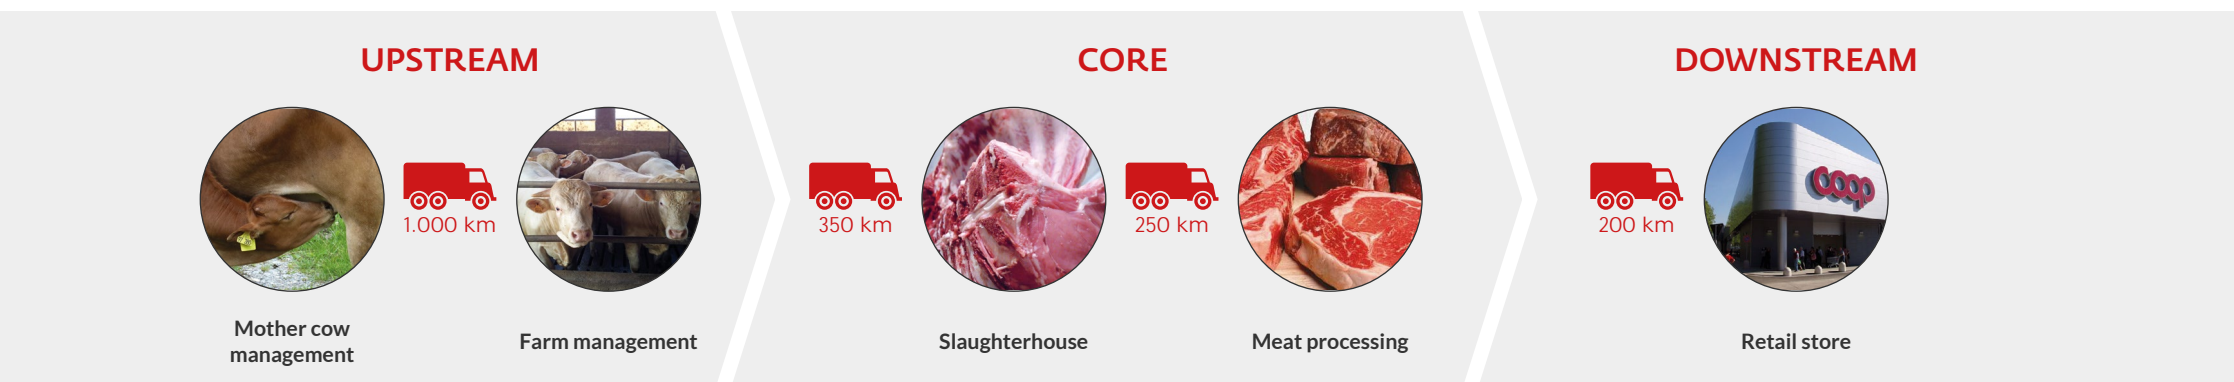 UPSTREAM
CORE
DOWNSTREAM
1.000 km
350 km
250 km
200 km
coop
Mother cow
management
Farm management
Slaughterhouse
Meat processing
Retail store